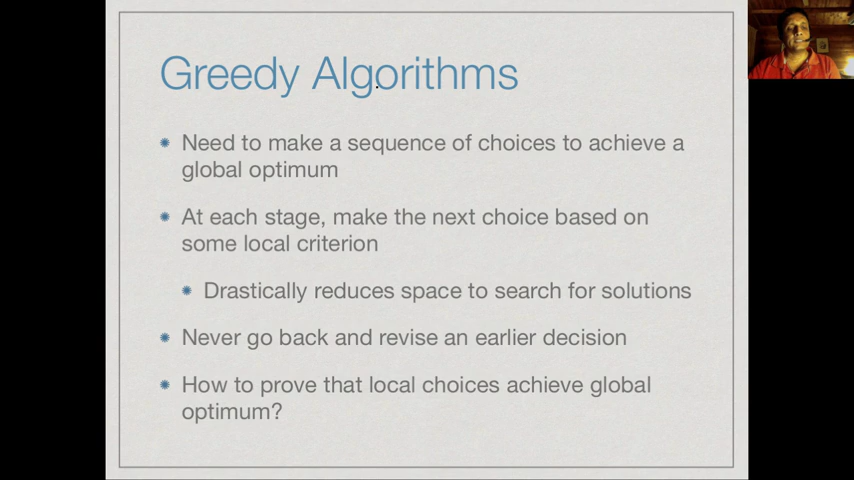 Greedy Algorithms
Need to make a sequence of choices to achieve a
global optimum
At each stage, make the next choice based on
some local criterion
Drastically reduces space to search for solutions
Never go back and revise an earlier decision
How to prove that local choices achieve global
optimum?